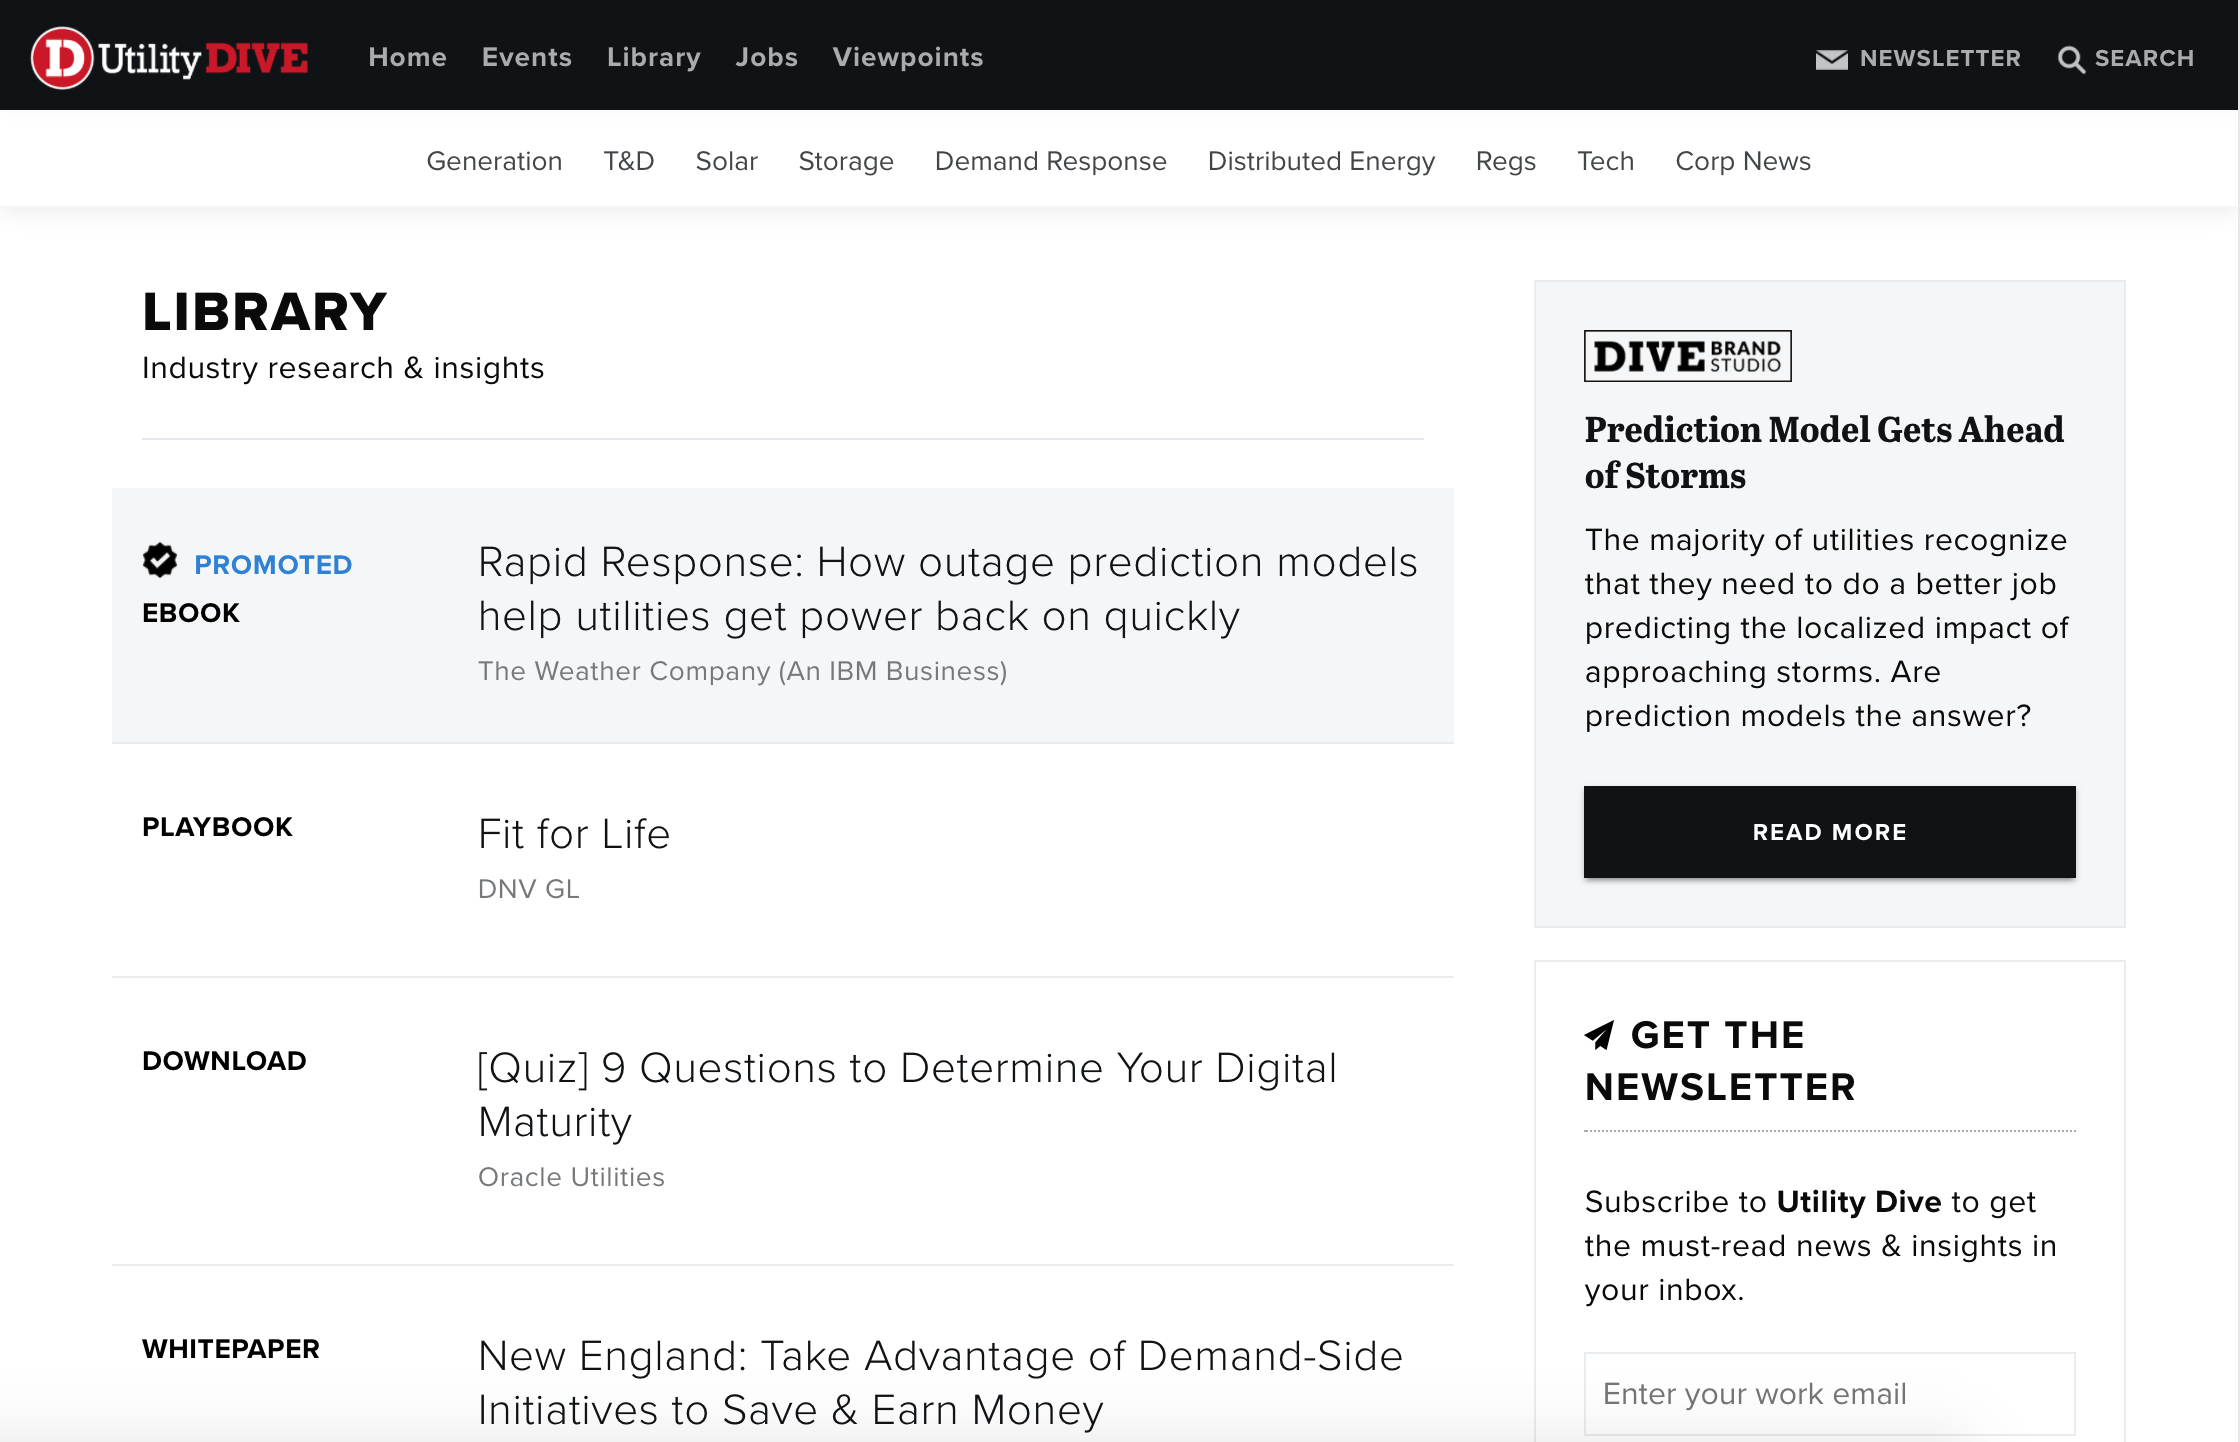 D Utility DIVE Home Events Library Jobs Viewpoints NEWSLETTER SEARCH
Generation T&D Solar Storage Demand Response Distributed Energy Regs Tech Corp News
LIBRARY
Industry research & insights
PROMOTED
EBOOK
Rapid Response: How outage prediction models
help utilities get power back on quickly
The Weather Company (An IBM Business)
PLAYBOOK
Fit for Life
DNV GL
DOWNLOAD
[Quiz] 9 Questions to Determine Your Digital
Maturity
Oracle Utilities
WHITEPAPER
New England: Take Advantage of Demand-Side
Initiatives to Save & Earn Money
DIVE BRAND STUDIO
Prediction Model Gets Ahead
of Storms
The majority of utilities recognize
that they need to do a better job
predicting the localized impact of
approaching storms. Are
prediction models the answer?
READ MORE
GET THE
NEWSLETTER
Subscribe to Utility Dive to get
the must-read news & insights in
your inbox.
Enter your work email